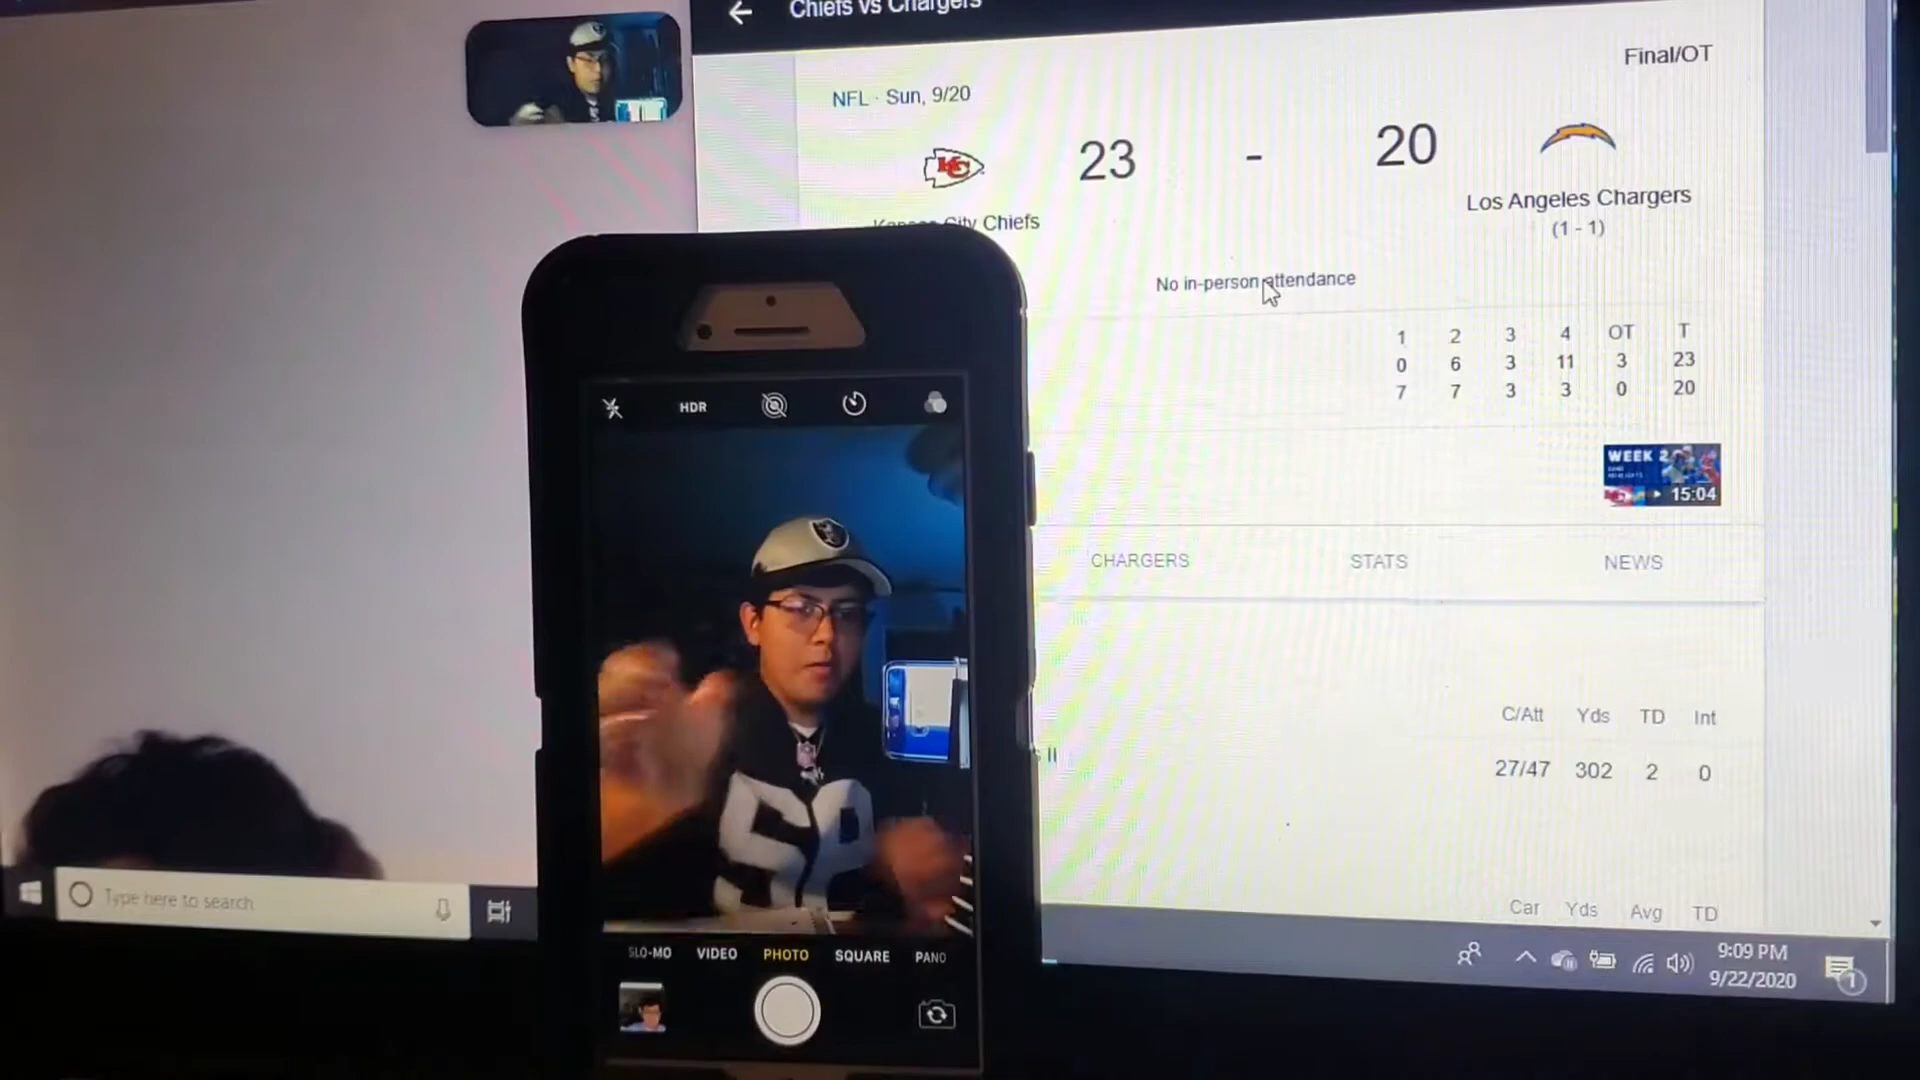 Chiefs vs Chargers
Final/OT
NFL · Sun, 9/20
23 - 20
Kansas City Chiefs
Los Angeles Chargers
(1 - 1)
No in-person attendance
1 2 3 4 OT T
0 6 3 11 3 23
7 7 3 3 0 20
WEEK 2
15:04
CHARGERS STATS NEWS
C/Att Yds TD Int
27/47 302 2 0
Car Yds Avg TD
HDR
SLO-MO VIDEO PHOTO SQUARE PANO
Type here to search
9:09 PM
9/22/2020
1